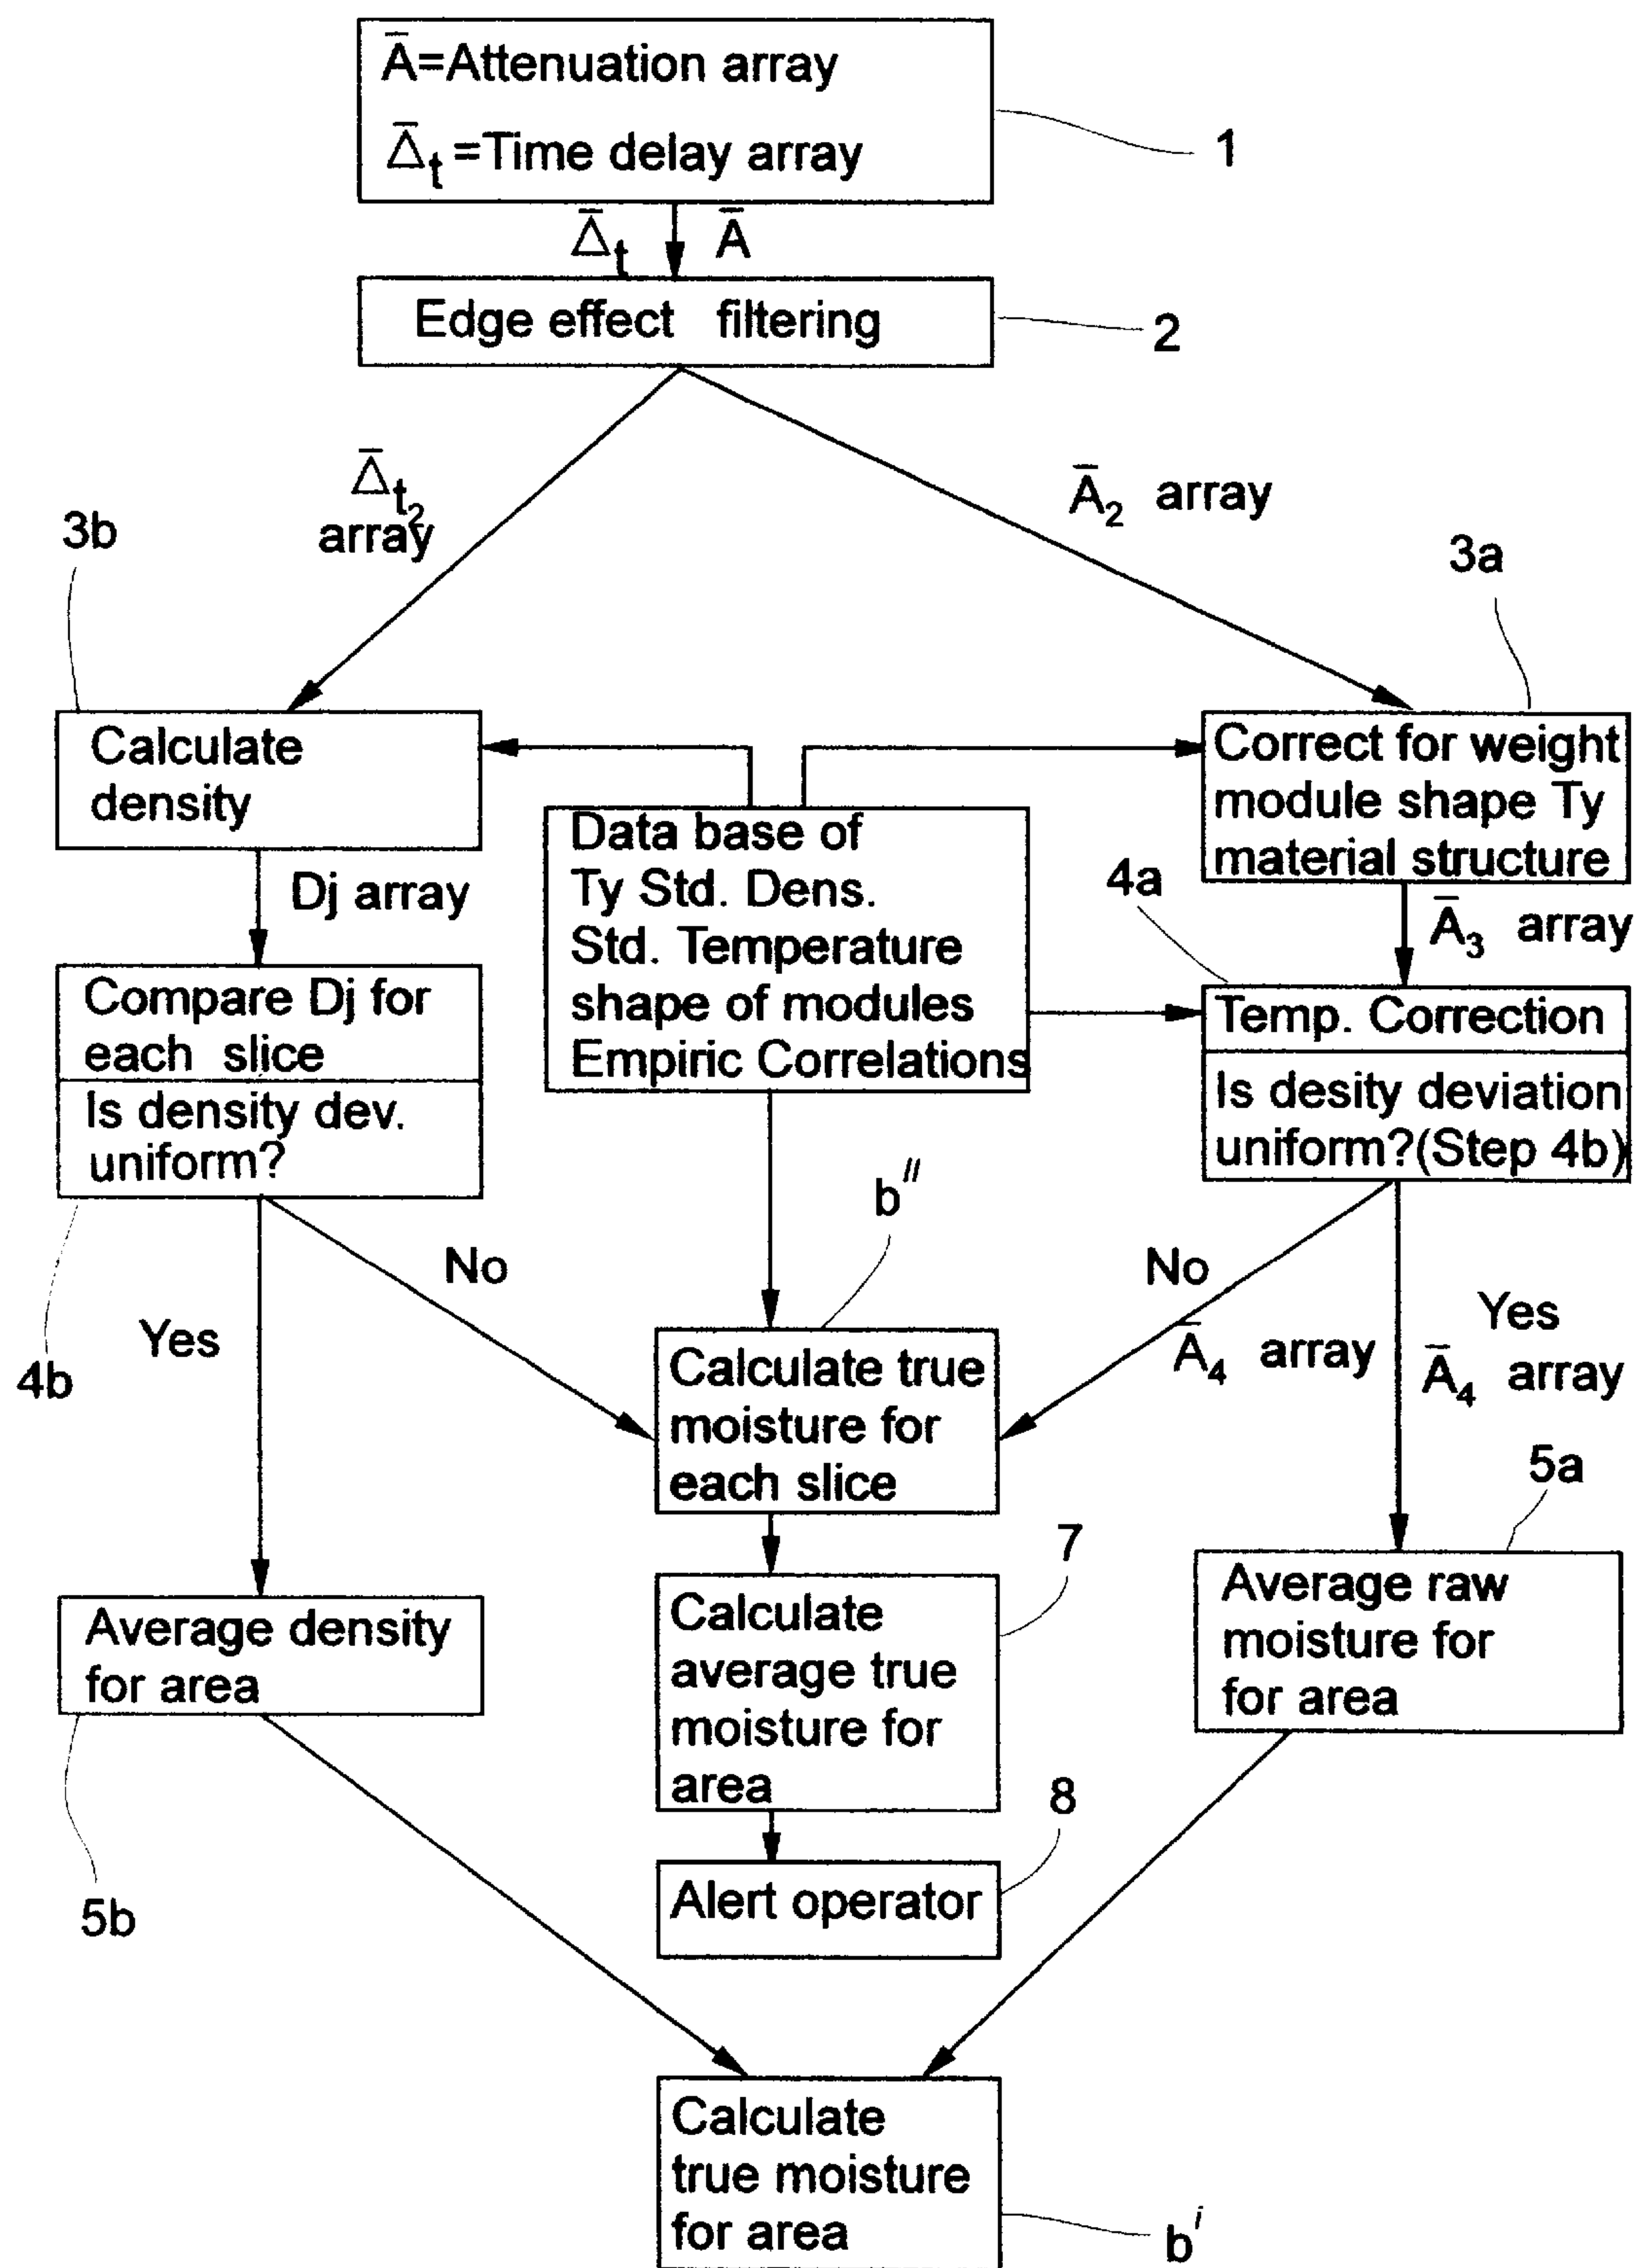 Ā=Attenuation array
Δ̄t=Time delay array
1
Δ̄t Ā
Edge effect filtering
2
Δ̄t2
array
Ā2 array
3b
3a
Calculate
density
Correct for weight
module shape T̄y
material structure
Data base of
Ty Std. Dens.
Std. Temperature
shape of modules
Empiric Correlations
Dj array
4a
Ā3 array
Compare Dj for
each slice
Is density dev.
uniform?
Temp. Correction
Is desity deviation
uniform?(Step 4b)
b"
No
No
Yes
Yes
4b
Ā4 array
Ā4 array
Calculate true
moisture for
each slice
5a
7
Average density
for area
Calculate
average true
moisture for
area
Average raw
moisture for
for area
8
5b
Alert operator
Calculate
true moisture
for area
b'